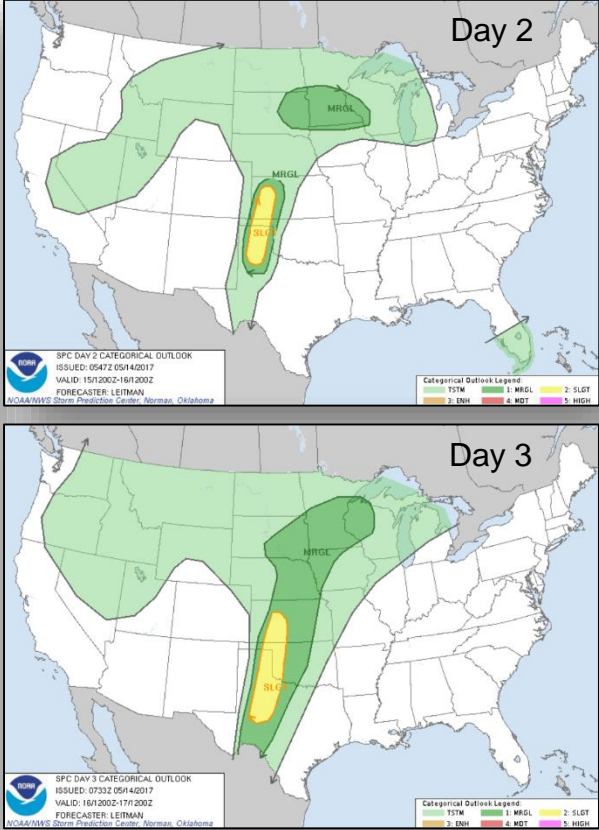 Day 2
MRGL
MRGL
SLGT
NOAA
SPC DAY 2 CATEGORICAL OUTLOOK
ISSUED: 0547Z 05/14/2017
VALID: 15/1200Z-16/1200Z
FORECASTER: LEITMAN
NOAA/NWS Storm Prediction Center, Norman, Oklahoma
Categorical Outlook Legend:
TSTM 1: MRGL 2: SLGT
3: ENH 4: MDT 5: HIGH
Day 3
MRGL
SLGT
NOAA
SPC DAY 3 CATEGORICAL OUTLOOK
ISSUED: 0733Z 05/14/2017
VALID: 16/1200Z-17/1200Z
FORECASTER: LEITMAN
NOAA/NWS Storm Prediction Center, Norman, Oklahoma
Categorical Outlook Legend:
TSTM 1: MRGL 2: SLGT
3: ENH 4: MDT 5: HIGH